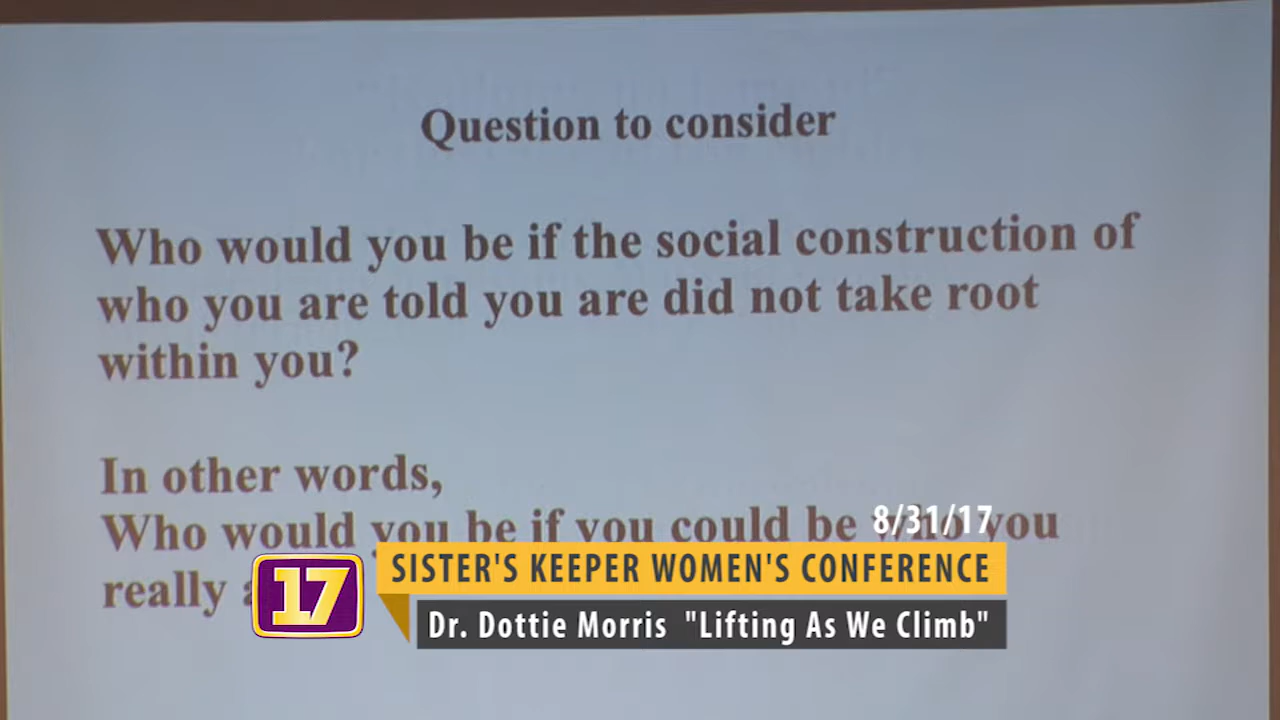 Question to consider
Who would you be if the social construction of
who you are told you are did not take root
within you?
In other words,
Who would you be if you could be who you
really
8/31/17
17
SISTER'S KEEPER WOMEN'S CONFERENCE
Dr. Dottie Morris "Lifting As We Climb"